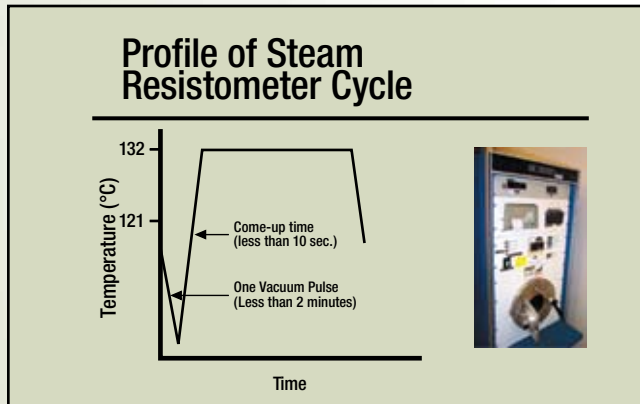 Profile of Steam
Resistometer Cycle
132
121
Temperature (°C)
Come-up time
(less than 10 sec.)
One Vacuum Pulse
(Less than 2 minutes)
Time